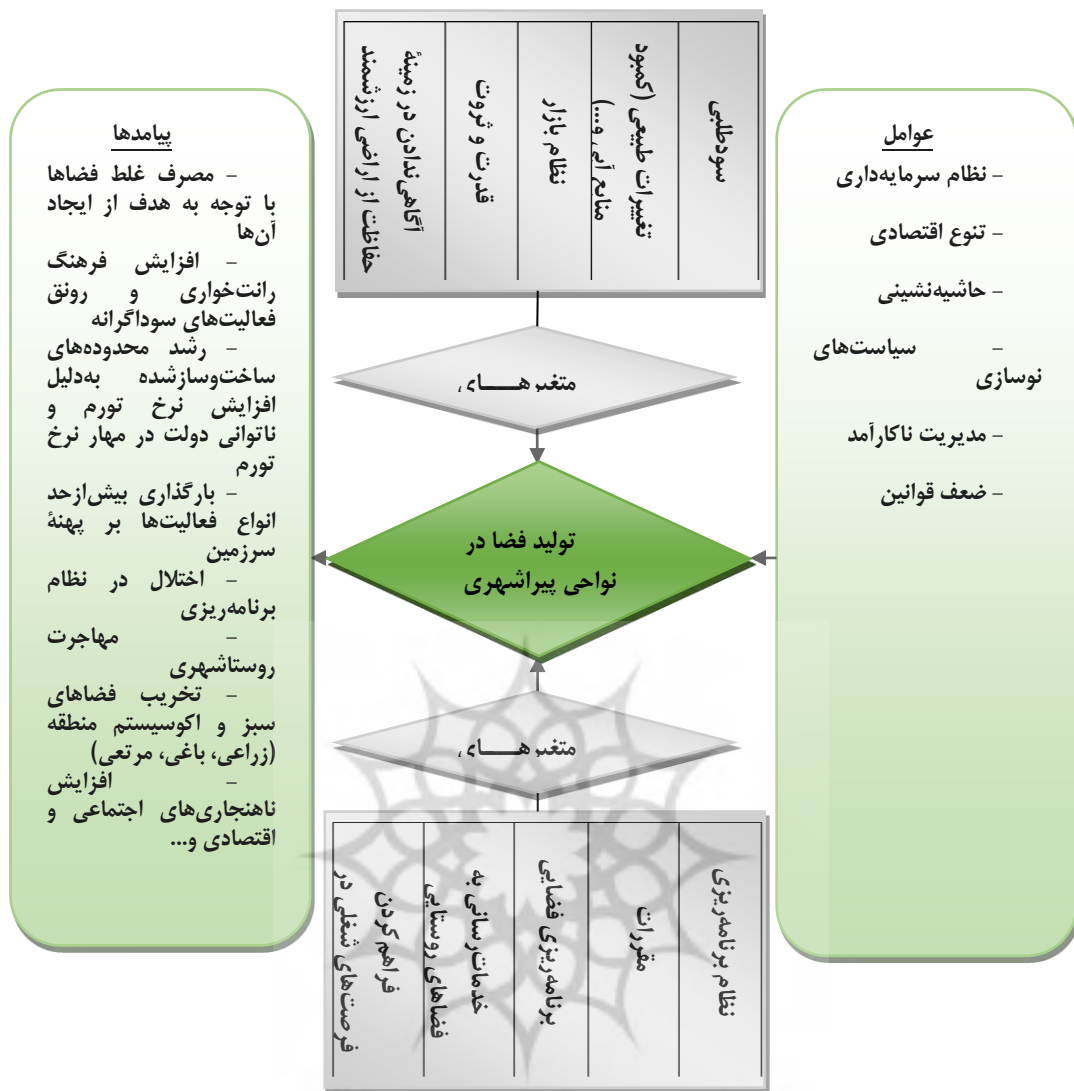 سودطلبی
تغییرات طبیعی (کمبود
منابع آبی و...)
نظام بازار
قدرت و ثروت
آگاهی‌ندادن در زمینهٔ
حفاظت از اراضی ارزشمند
عوامل
- نظام سرمایه‌داری
- تنوع اقتصادی
- حاشیه‌نشینی
- سیاست‌های
نوسازی
- مدیریت ناکارآمد
- ضعف قوانین
متغیرهــــای
تولید فضا در
نواحی پیراشهری
متغیرهــــای
پیامدها
- مصرف غلط فضاها
با توجه به هدف از ایجاد
آن‌ها
- افزایش فرهنگ
رانت‌خواری و رونق
فعالیت‌های سوداگرانه
- رشد محدوده‌های
ساخت‌وسازشده به‌دلیل
افزایش نرخ تورم و
ناتوانی دولت در مهار نرخ
تورم
- بارگذاری بیش‌ازحد
انواع فعالیت‌ها بر پهنهٔ
سرزمین
- اختلال در نظام
برنامه‌ریزی
- مهاجرت
روستاشهری
- تخریب فضاهای
سبز و اکوسیستم منطقه
(زراعی، باغی، مرتعی)
- افزایش
ناهنجاری‌های اجتماعی و
اقتصادی و...
نظام برنامه‌ریزی
مقررات
برنامه‌ریزی فضایی
خدمات‌رسانی به
فضاهای روستایی
فراهم کردن
فرصت‌های شغلی در